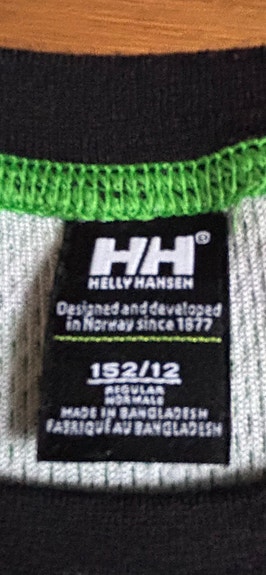 HH®
HELLY HANSEN
Designed and developed
in Norway since 1877
152/12
REGULAR
NORMALE
MADE IN BANGLADESH
FABRIQUÉ AU BANGLADESH